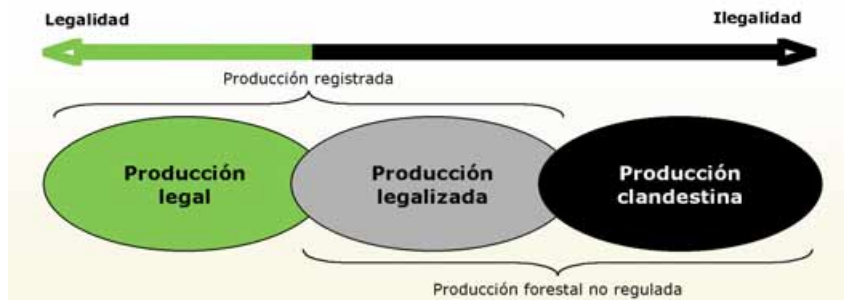 Legalidad
Ilegalidad
Producción registrada
Producción
legal
Producción
legalizada
Producción
clandestina
Producción forestal no regulada